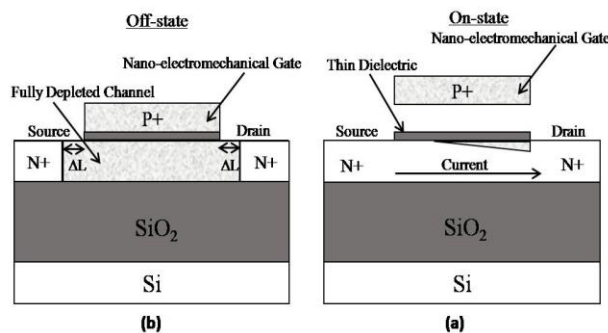 Off-state
Nano-electromechanical Gate
Fully Depleted Channel
P+
Source
Drain
N+
ΔL
ΔL
N+
SiO₂
Si
(b)
On-state
Nano-electromechanical
Gate
Thin Dielectric
P+
Source
Drain
N+
Current
N+
SiO₂
Si
(a)